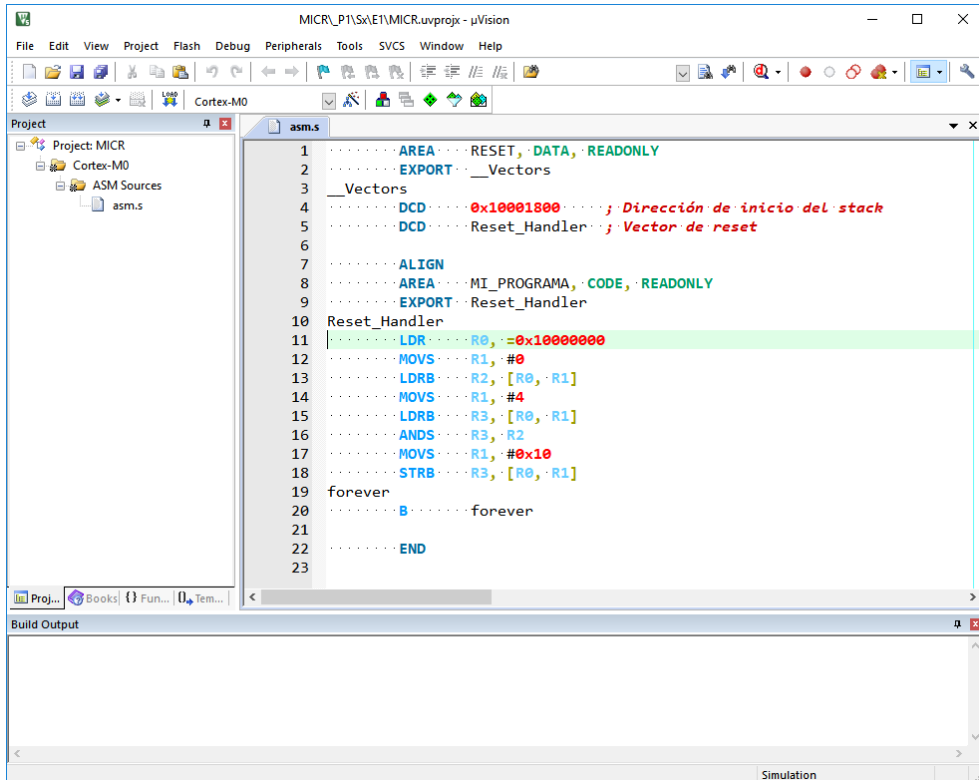 MICR\_P1\Sx\E1\MICR.uvprojx - µVision
File Edit View Project Flash Debug Peripherals Tools SVCS Window Help
LOAD Cortex-M0
Project
Project: MICR
Cortex-M0
ASM Sources
asm.s
asm.s
1 AREA RESET, DATA, READONLY
2 EXPORT __Vectors
3 __Vectors
4 DCD 0x10001800 ; Dirección de inicio del stack
5 DCD Reset_Handler ; Vector de reset
6
7 ALIGN
8 AREA MI_PROGRAMA, CODE, READONLY
9 EXPORT Reset_Handler
10 Reset_Handler
11 LDR R0, =0x10000000
12 MOVS R1, #0
13 LDRB R2, [R0, R1]
14 MOVS R1, #4
15 LDRB R3, [R0, R1]
16 ANDS R3, R2
17 MOVS R1, #0x10
18 STRB R3, [R0, R1]
19 forever
20 B forever
21
22 END
23
Proj... Books {} Fun... 0 Tem...
Build Output
Simulation